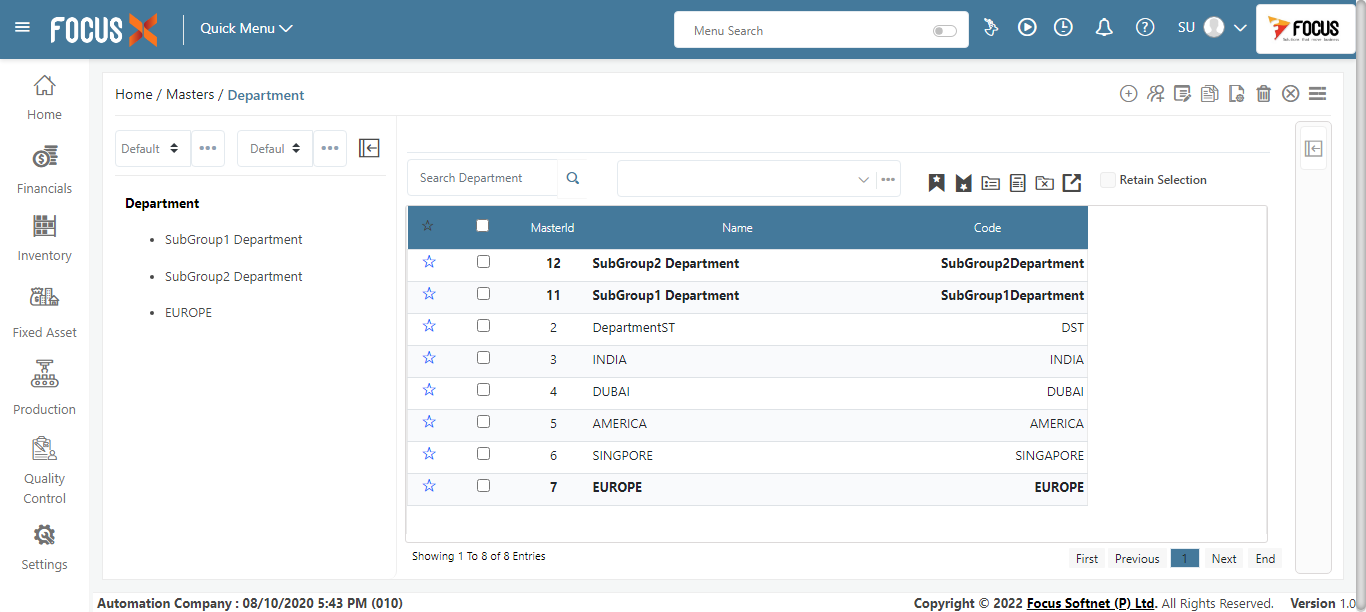 FOCUS X
Quick Menu
Menu Search
SU
FOCUS
Home
Financials
Inventory
Fixed Asset
Production
Quality
Control
Settings
Home / Masters / Department
Default
Defaul
Department
SubGroup1 Department
SubGroup2 Department
EUROPE
Search Department
Retain Selection
MasterId Name Code
12 SubGroup2 Department SubGroup2Department
11 SubGroup1 Department SubGroup1Department
2 DepartmentST DST
3 INDIA INDIA
4 DUBAI DUBAI
5 AMERICA AMERICA
6 SINGPORE SINGAPORE
7 EUROPE EUROPE
Showing 1 To 8 of 8 Entries
First Previous 1 Next End
Automation Company : 08/10/2020 5:43 PM (010)
Copyright © 2022 Focus Softnet (P) Ltd. All Rights Reserved. Version 1.0